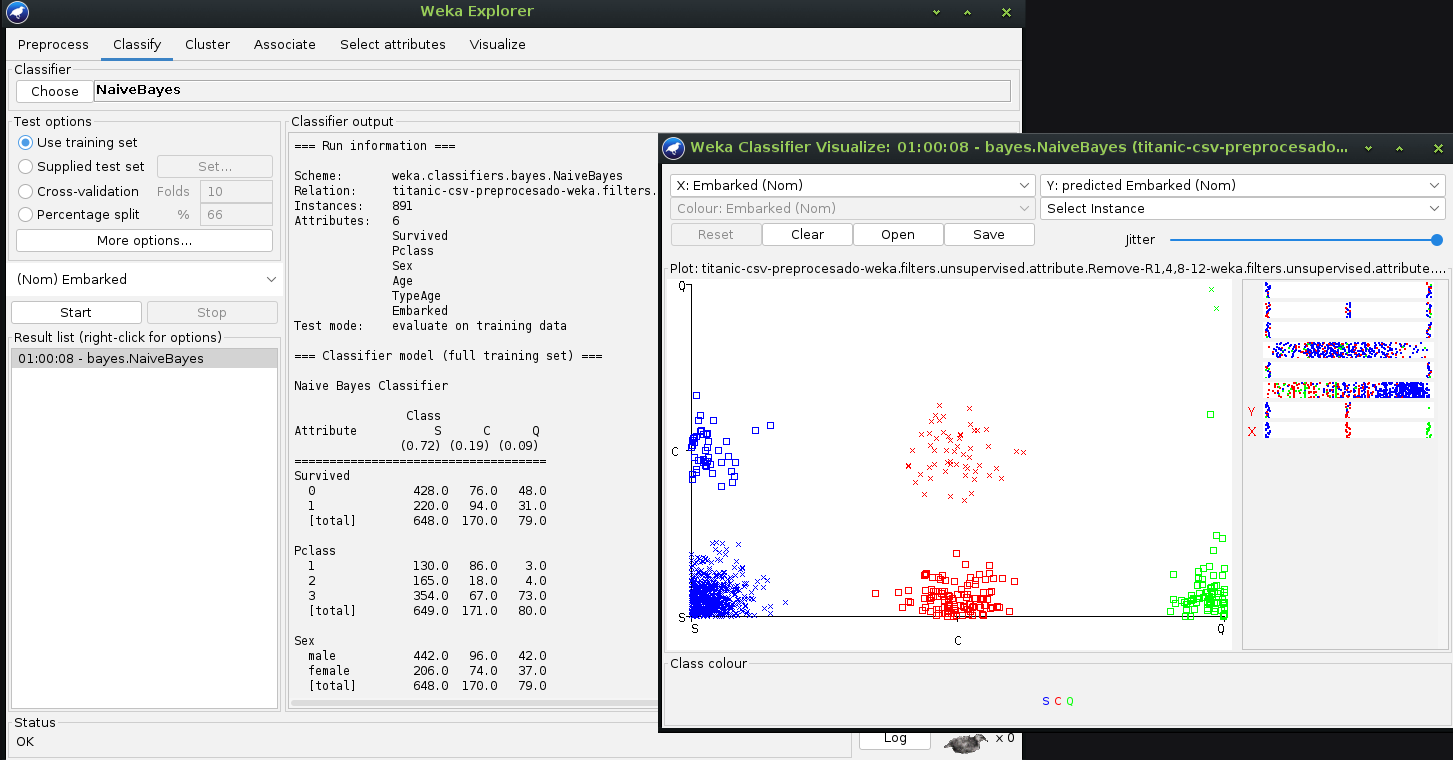 Weka Explorer
Preprocess Classify Cluster Associate Select attributes Visualize
Classifier
Choose NaiveBayes
Test options
Use training set
Supplied test set Set...
Cross-validation Folds 10
Percentage split % 66
More options...
(Nom) Embarked
Start Stop
Result list (right-click for options)
01:00:08 - bayes.NaiveBayes
Classifier output
=== Run information ===
Scheme: weka.classifiers.bayes.NaiveBayes
Relation: titanic-csv-preprocesado-weka.filters.
Instances: 891
Attributes: 6
Survived
Pclass
Sex
Age
TypeAge
Embarked
Test mode: evaluate on training data
=== Classifier model (full training set) ===
Naive Bayes Classifier
Class
Attribute S C Q
(0.72) (0.19) (0.09)
===================================
Survived
0 428.0 76.0 48.0
1 220.0 94.0 31.0
[total] 648.0 170.0 79.0
Pclass
1 130.0 86.0 3.0
2 165.0 18.0 4.0
3 354.0 67.0 73.0
[total] 649.0 171.0 80.0
Sex
male 442.0 96.0 42.0
female 206.0 74.0 37.0
[total] 648.0 170.0 79.0
Status
OK
Log x 0
Weka Classifier Visualize: 01:00:08 - bayes.NaiveBayes (titanic-csv-preprocesado...
X: Embarked (Nom) Y: predicted Embarked (Nom)
Colour: Embarked (Nom) Select Instance
Reset Clear Open Save Jitter
Plot: titanic-csv-preprocesado-weka.filters.unsupervised.attribute.Remove-R1,4,8-12-weka.filters.unsupervised.attribute....
Q
C
S
S C Q
Y
X
Class colour
S C Q